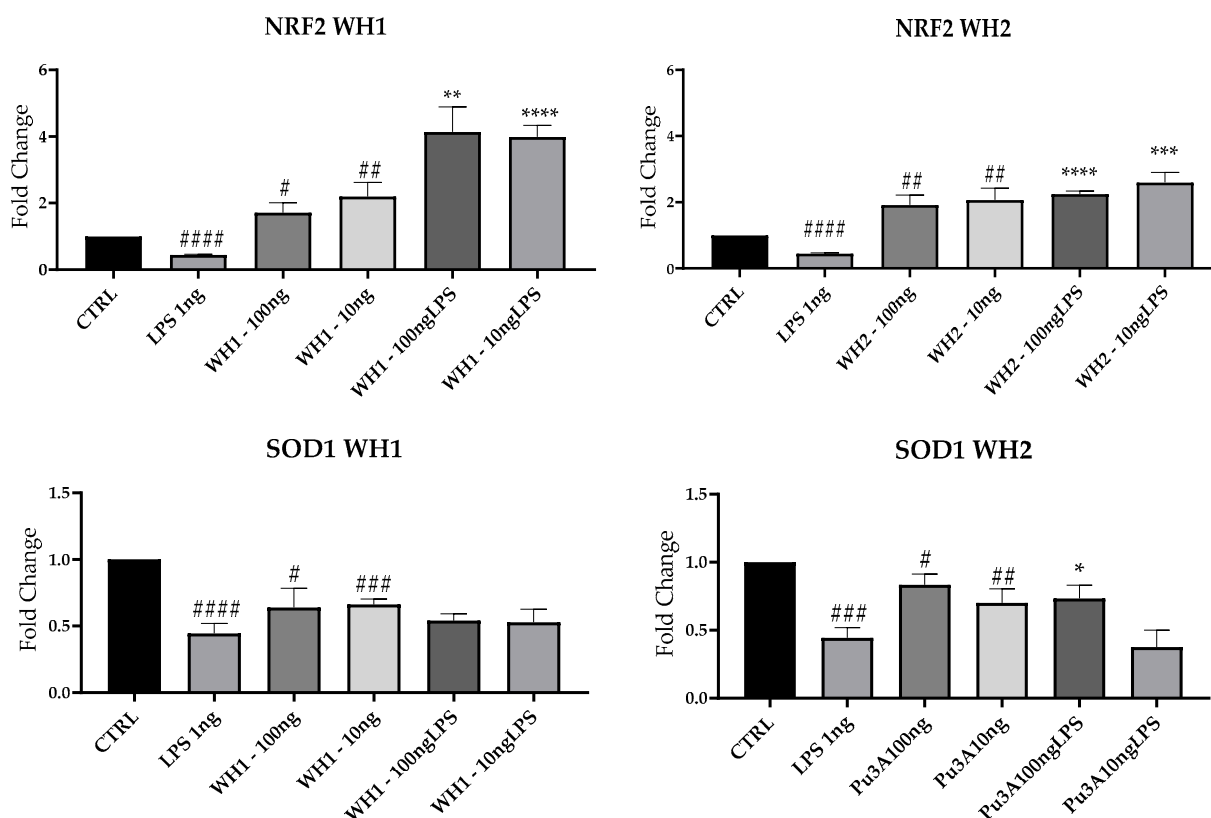 NRF2 WH1
Fold Change
6
4
2
0
####
#
##
**
****
CTRL
LPS 1ng
WH1 - 100ng
WH1 - 10ng
WH1 - 100ngLPS
WH1 - 10ngLPS
NRF2 WH2
Fold Change
6
4
2
0
####
##
##
****
***
CTRL
LPS 1ng
WH2 - 100ng
WH2 - 10ng
WH2 - 100ngLPS
WH2 - 10ngLPS
SOD1 WH1
Fold Change
1.5
1.0
0.5
0.0
####
#
###
CTRL
LPS 1ng
WH1 - 100ng
WH1 - 10ng
WH1 - 100ngLPS
WH1 - 10ngLPS
SOD1 WH2
Fold Change
1.5
1.0
0.5
0.0
###
#
##
*
CTRL
LPS 1ng
Pu3A100ng
Pu3A10ng
Pu3A100ngLPS
Pu3A10ngLPS